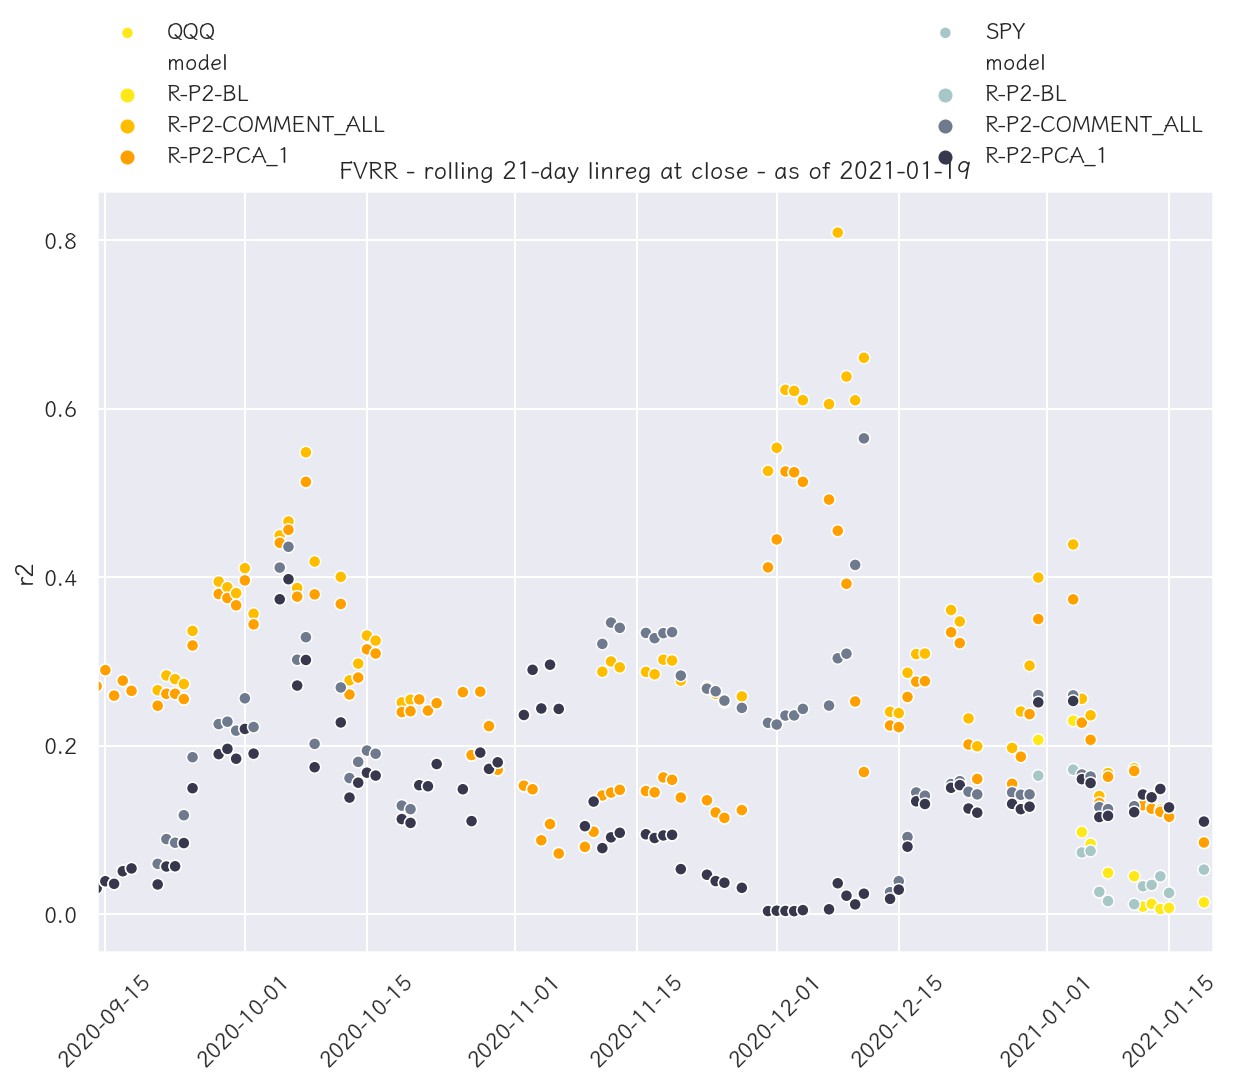 QQQ
model
R-P2-BL
R-P2-COMMENT_ALL
R-P2-PCA_1
SPY
model
R-P2-BL
R-P2-COMMENT_ALL
R-P2-PCA_1
FVRR - rolling 21-day linreg at close - as of 2021-01-19
r2
0.8
0.6
0.4
0.2
0.0
2020-09-15
2020-10-01
2020-10-15
2020-11-01
2020-11-15
2020-12-01
2020-12-15
2021-01-01
2021-01-15